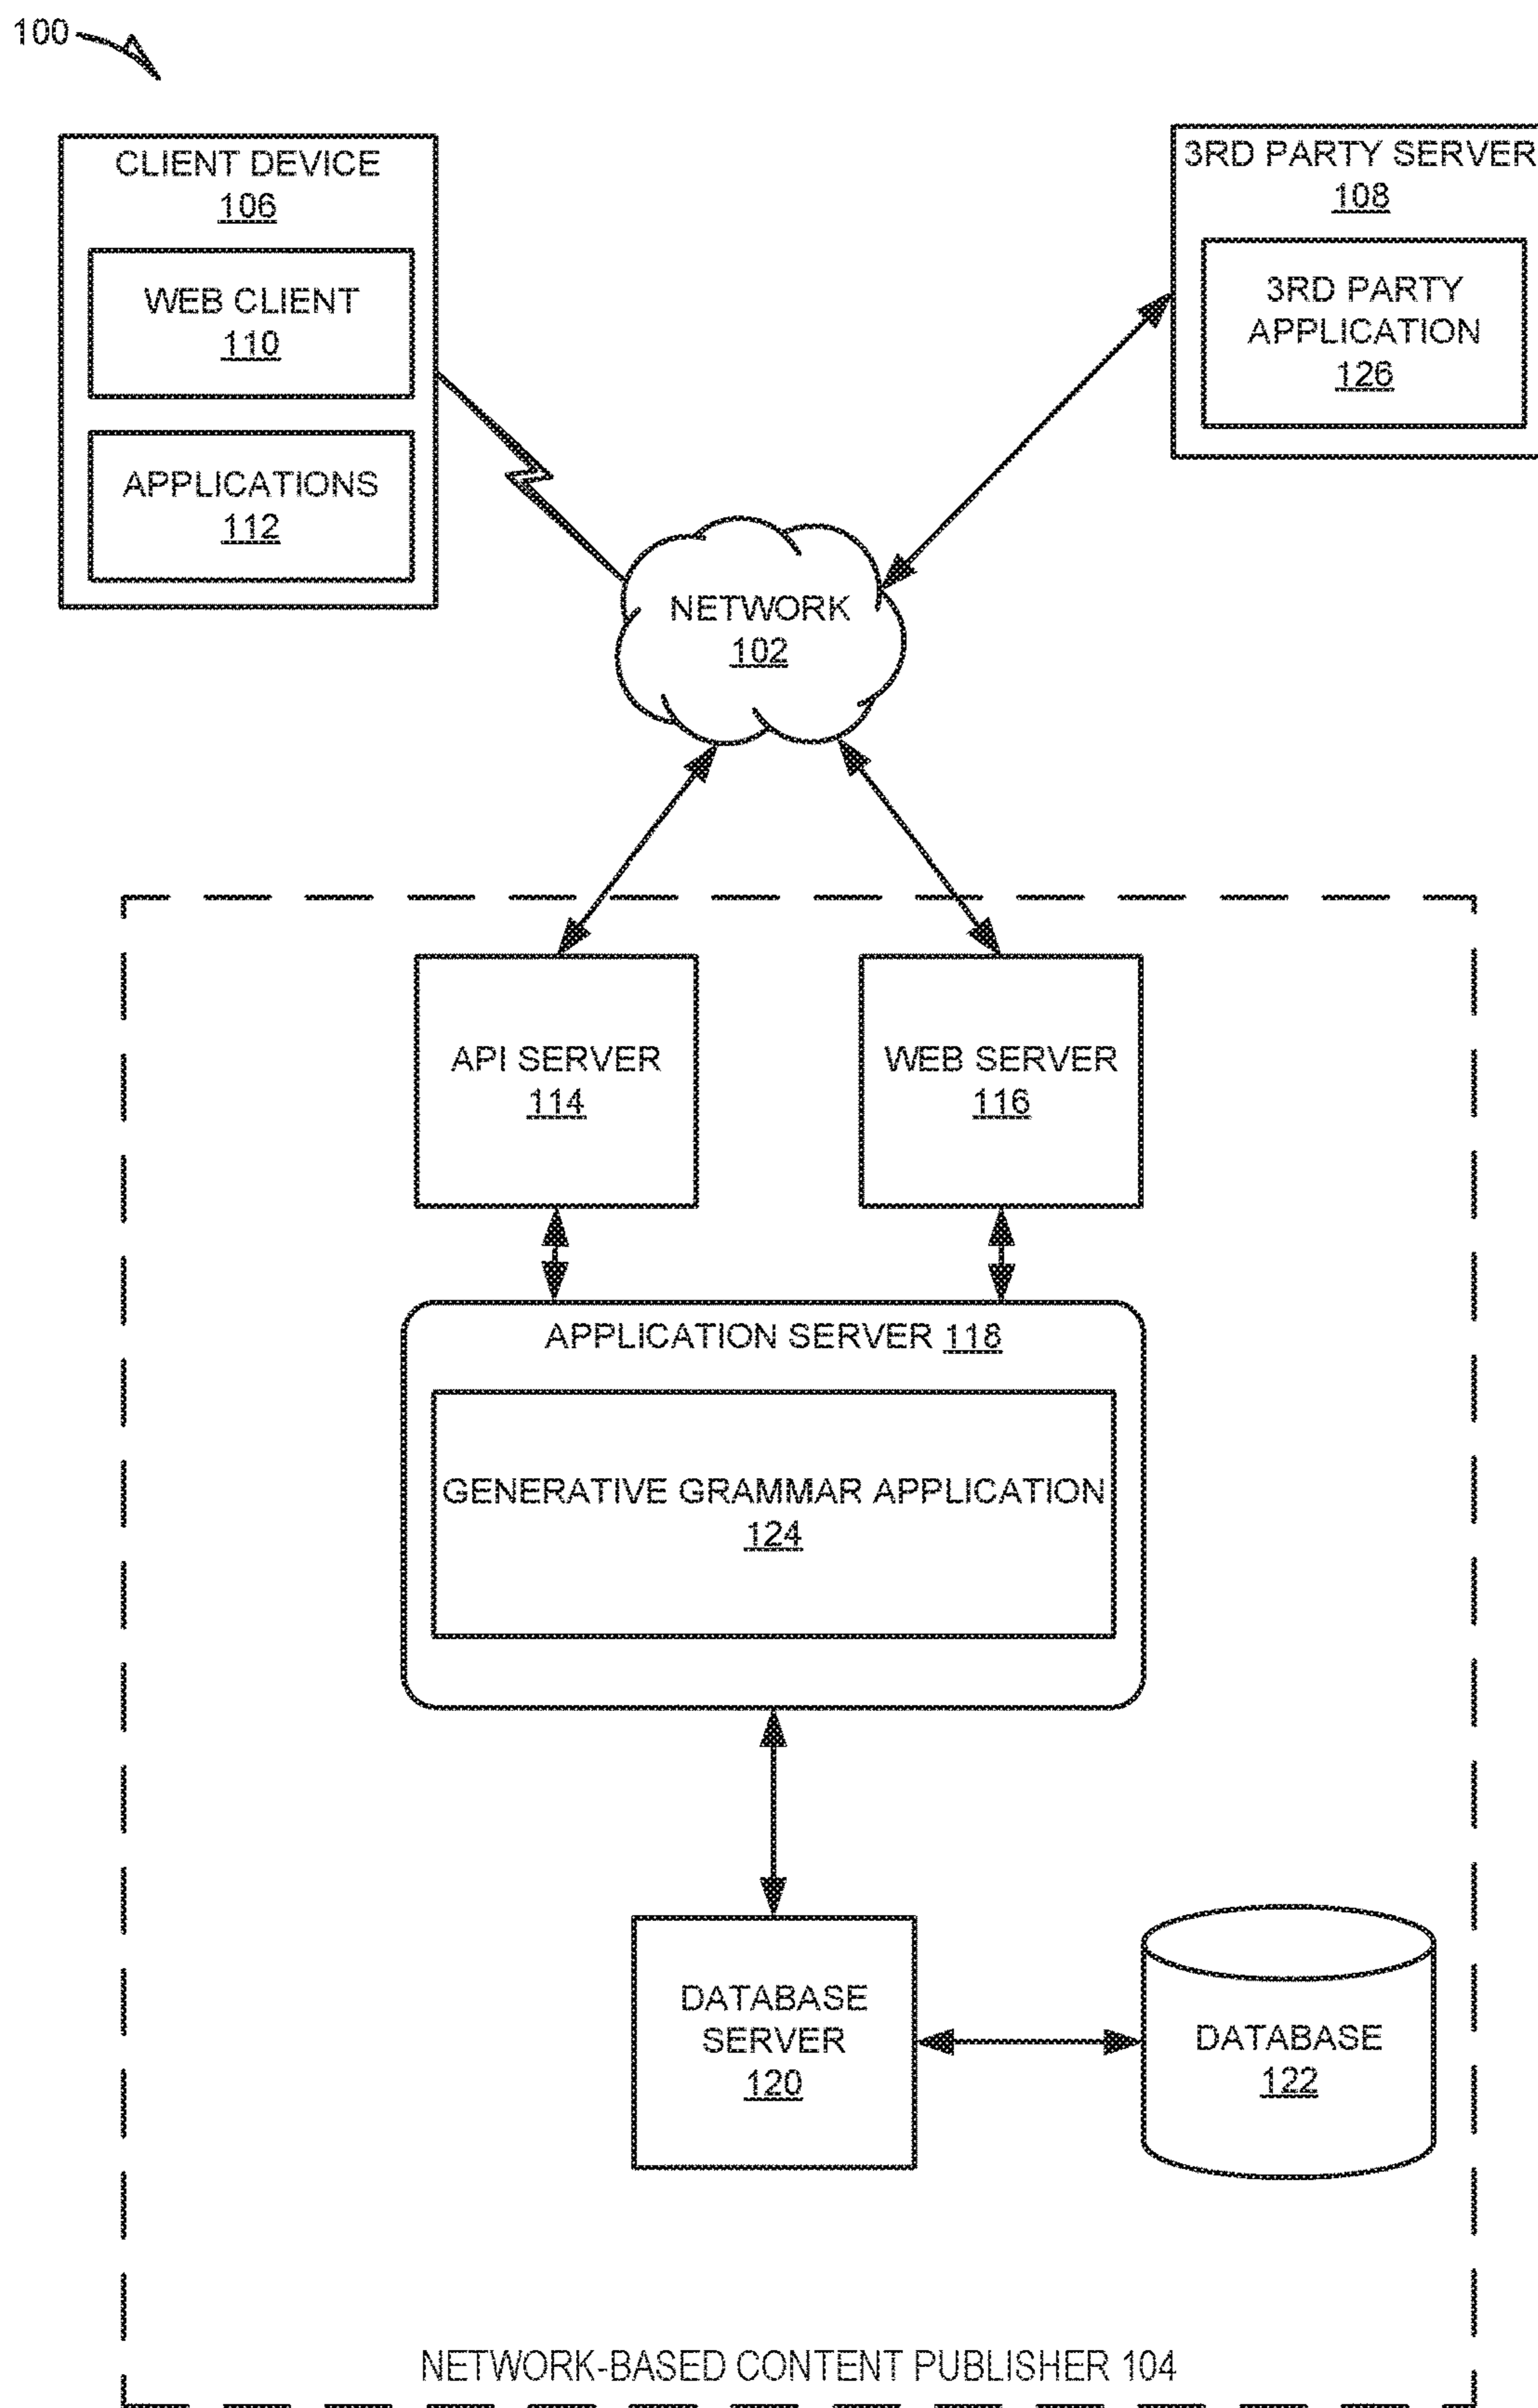 100
CLIENT DEVICE
106
WEB CLIENT
110
APPLICATIONS
112
3RD PARTY SERVER
108
3RD PARTY
APPLICATION
126
NETWORK
102
API SERVER
114
WEB SERVER
116
APPLICATION SERVER 118
GENERATIVE GRAMMAR APPLICATION
124
DATABASE
SERVER
120
DATABASE
122
NETWORK-BASED CONTENT PUBLISHER 104